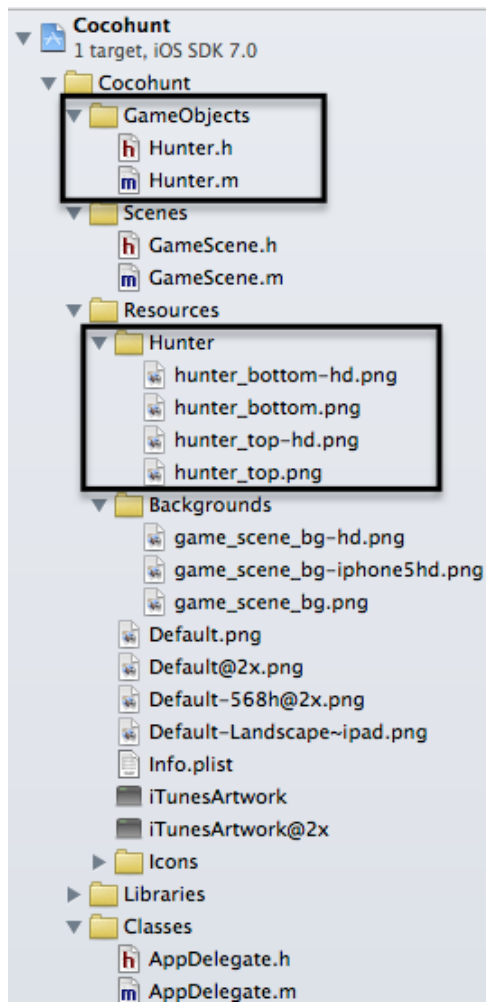 Cocohunt
1 target, iOS SDK 7.0
Cocohunt
GameObjects
Hunter.h
Hunter.m
Scenes
GameScene.h
GameScene.m
Resources
Hunter
hunter_bottom-hd.png
hunter_bottom.png
hunter_top-hd.png
hunter_top.png
Backgrounds
game_scene_bg-hd.png
game_scene_bg-iphone5hd.png
game_scene_bg.png
Default.png
Default@2x.png
Default-568h@2x.png
Default-Landscape~ipad.png
Info.plist
iTunesArtwork
iTunesArtwork@2x
Icons
Libraries
Classes
h AppDelegate.h
m AppDelegate.m